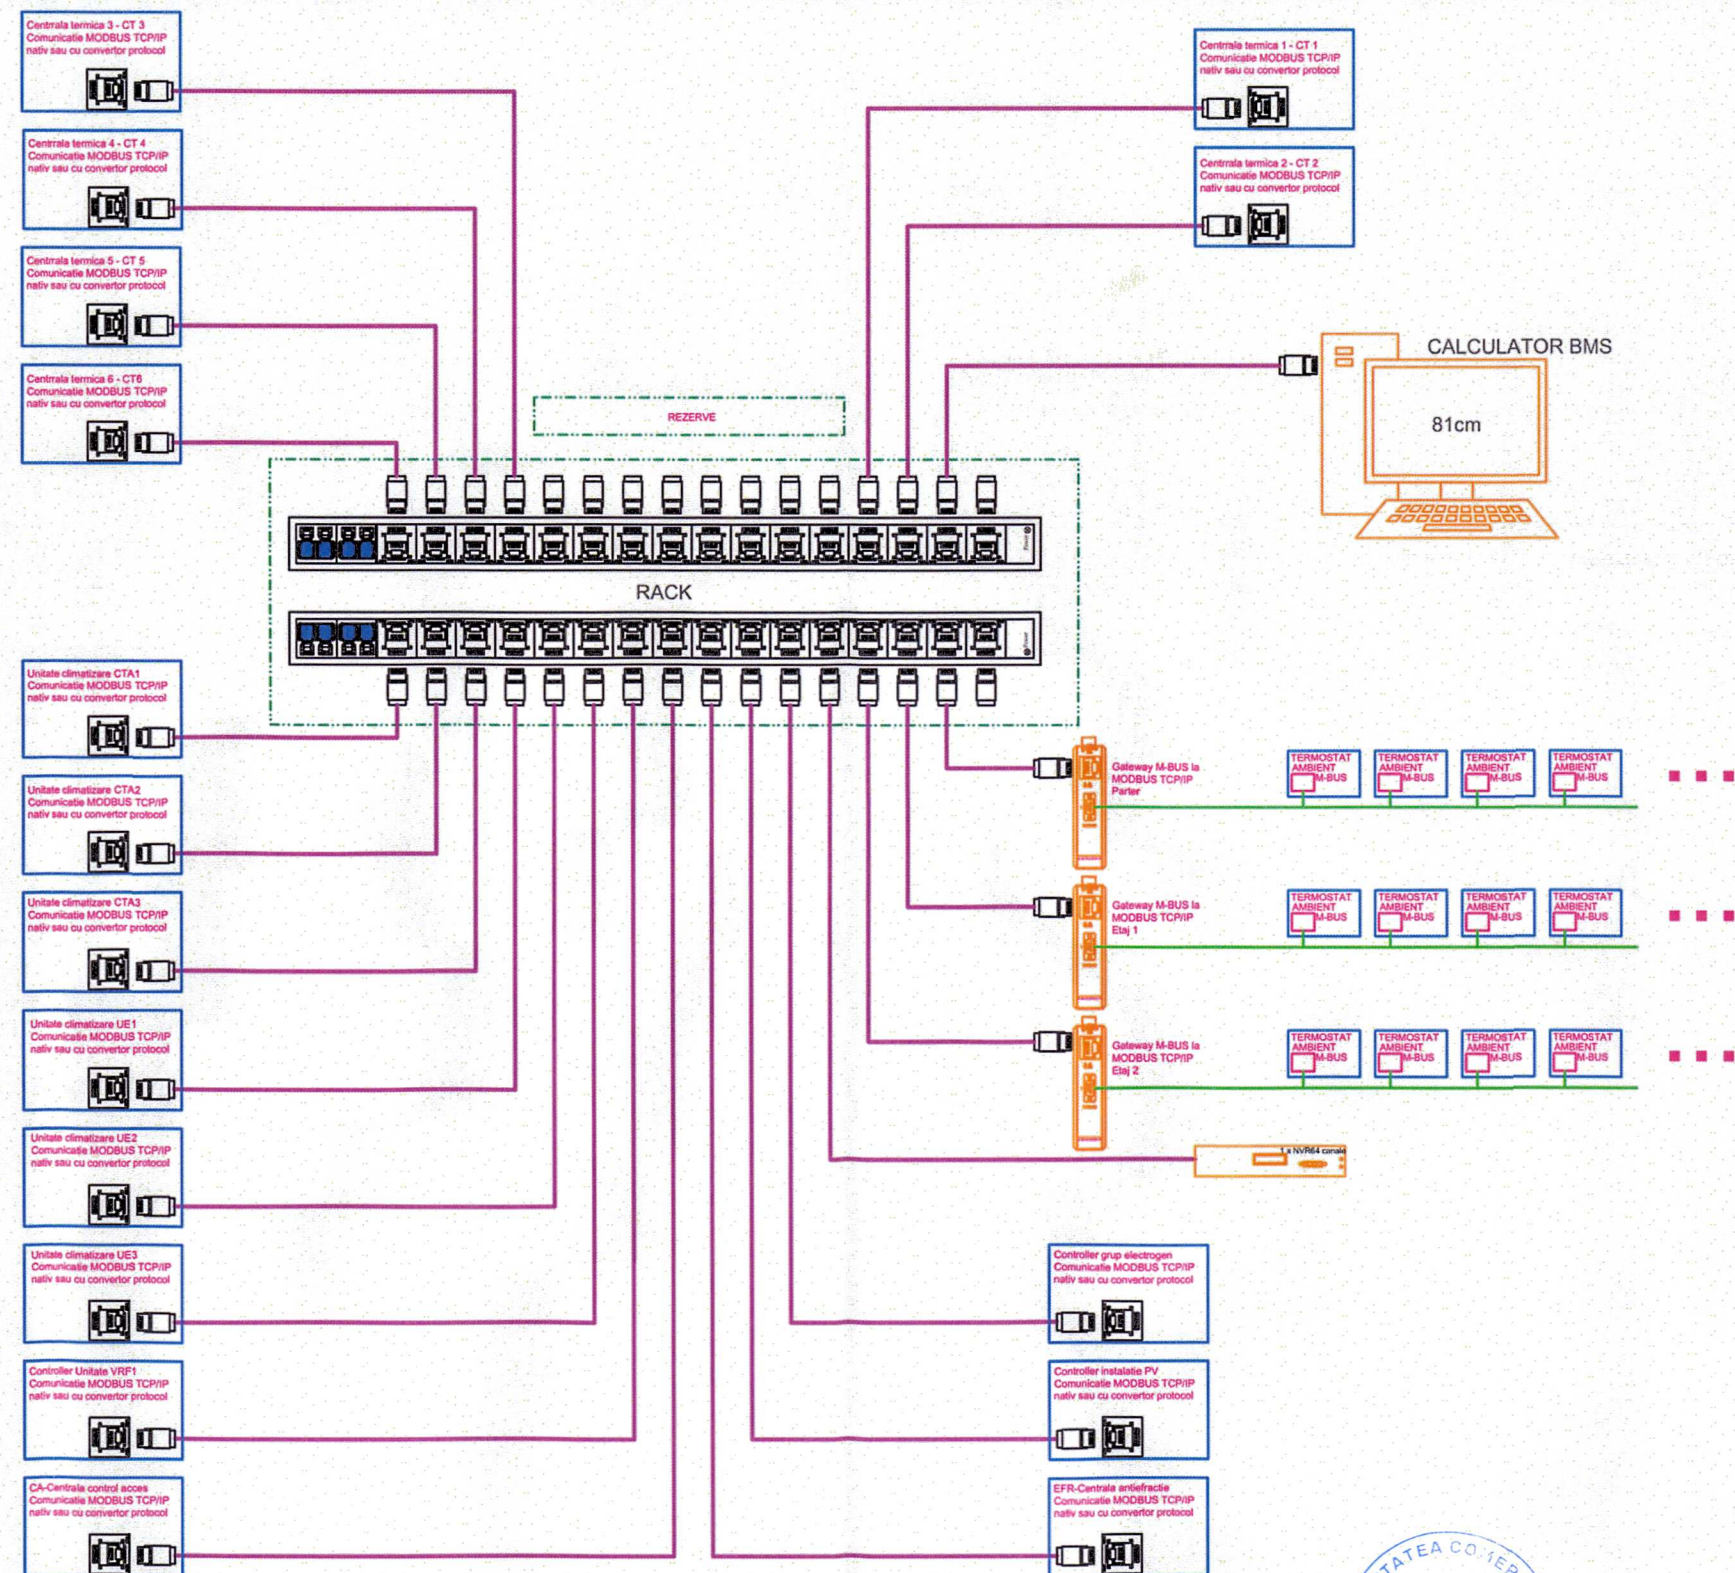 Centrrala termica 3 - CT 3
Comunicatie MODBUS TCP/IP
nativ sau cu convertor protocol
Centrrala termica 4 - CT 4
Comunicatie MODBUS TCP/IP
nativ sau cu convertor protocol
Centrrala termica 5 - CT 5
Comunicatie MODBUS TCP/IP
nativ sau cu convertor protocol
Centrrala termica 6 - CT6
Comunicatie MODBUS TCP/IP
nativ sau cu convertor protocol
Centrrala termica 1 - CT 1
Comunicatie MODBUS TCP/IP
nativ sau cu convertor protocol
Centrrala termica 2 - CT 2
Comunicatie MODBUS TCP/IP
nativ sau cu convertor protocol
CALCULATOR BMS
81cm
REZERVE
RACK
Unitate climatizare CTA1
Comunicatie MODBUS TCP/IP
nativ sau cu convertor protocol
Unitate climatizare CTA2
Comunicatie MODBUS TCP/IP
nativ sau cu convertor protocol
Unitate climatizare CTA3
Comunicatie MODBUS TCP/IP
nativ sau cu convertor protocol
Unitate climatizare UE1
Comunicatie MODBUS TCP/IP
nativ sau cu convertor protocol
Unitate climatizare UE2
Comunicatie MODBUS TCP/IP
nativ sau cu convertor protocol
Unitate climatizare UE3
Comunicatie MODBUS TCP/IP
nativ sau cu convertor protocol
Controller Unitate VRF1
Comunicatie MODBUS TCP/IP
nativ sau cu convertor protocol
CA-Centrala control acces
Comunicatie MODBUS TCP/IP
nativ sau cu convertor protocol
Gateway M-BUS la
MODBUS TCP/IP
Parter
TERMOSTAT
AMBIENT
M-BUS
TERMOSTAT
AMBIENT
M-BUS
TERMOSTAT
AMBIENT
M-BUS
TERMOSTAT
AMBIENT
M-BUS
Gateway M-BUS la
MODBUS TCP/IP
Etaj 1
TERMOSTAT
AMBIENT
M-BUS
TERMOSTAT
AMBIENT
M-BUS
TERMOSTAT
AMBIENT
M-BUS
TERMOSTAT
AMBIENT
M-BUS
Gateway M-BUS la
MODBUS TCP/IP
Etaj 2
TERMOSTAT
AMBIENT
M-BUS
TERMOSTAT
AMBIENT
M-BUS
TERMOSTAT
AMBIENT
M-BUS
TERMOSTAT
AMBIENT
M-BUS
1 x NVR64 canale
Controller grup electrogen
Comunicatie MODBUS TCP/IP
nativ sau cu convertor protocol
Controller instalatie PV
Comunicatie MODBUS TCP/IP
nativ sau cu convertor protocol
EFR-Centrala antiefractie
Comunicatie MODBUS TCP/IP
nativ sau cu convertor protocol